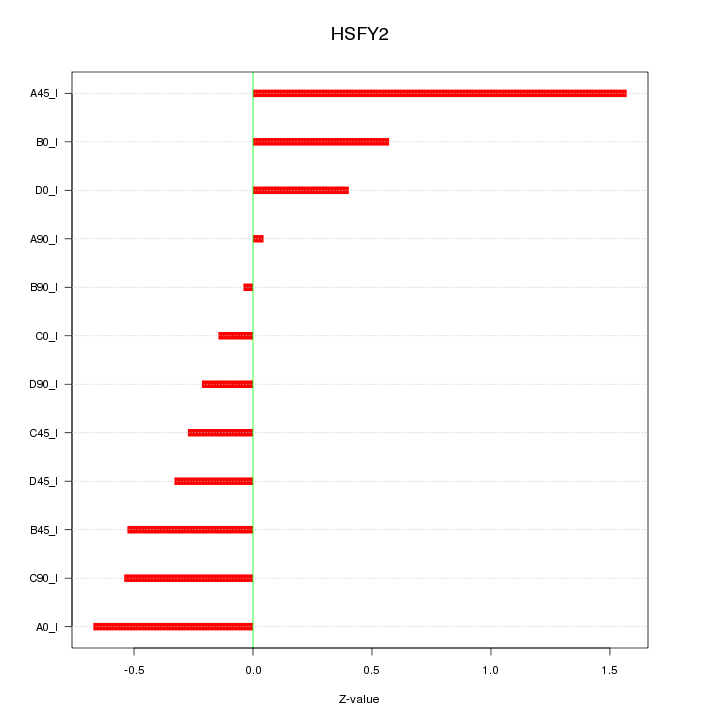 HSFY2
A45_I
B0_I
D0_I
A90_I
B90_I
C0_I
D90_I
C45_I
D45_I
B45_I
C90_I
A0_I
-0.5 0.0 0.5 1.0 1.5
Z-value